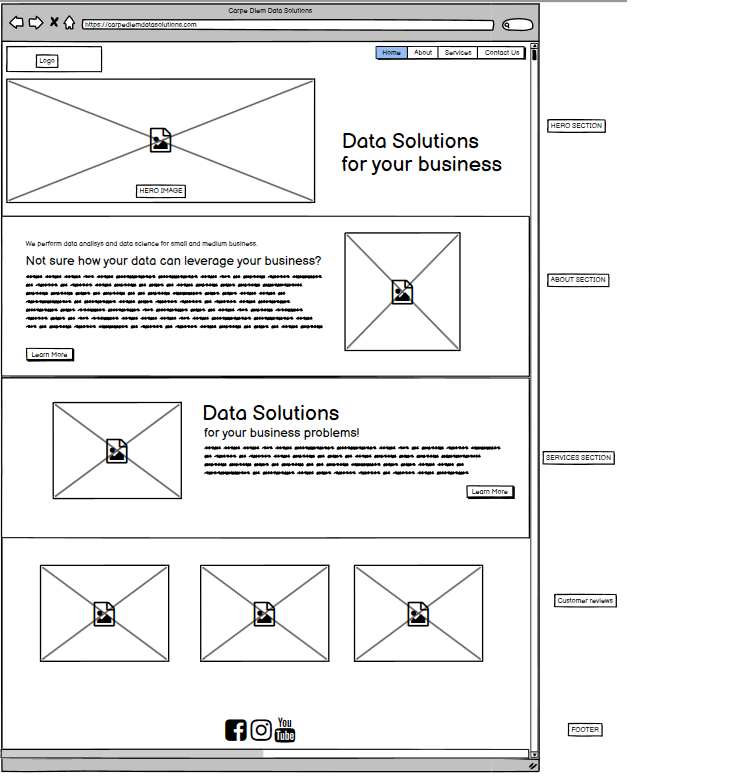 Carpe Diem Data Solutions
https://carpediemdatasolutions.com
Logo
Home About Services Contact Us
HERO IMAGE
Data Solutions
for your business
HERO SECTION
We perform data analisys and data science for small and medium business.
Not sure how your data can leverage your business?
Learn More
ABOUT SECTION
Data Solutions
for your business problems!
Learn More
SERVICES SECTION
Customer reviews
You
Tube
FOOTER